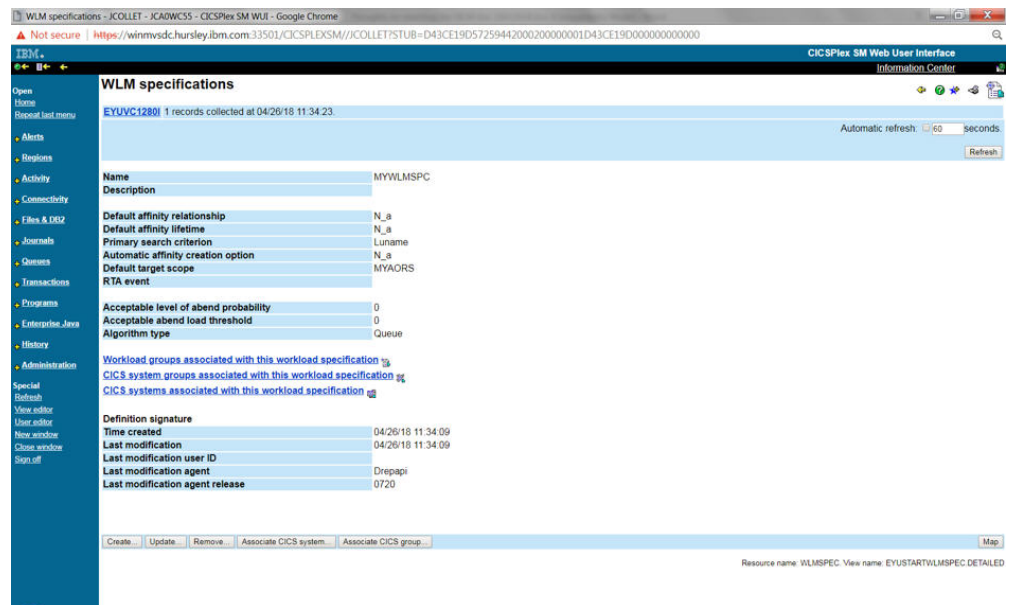 WLM specifications - JCOLLET - JCA0WC55 - CICSPlex SM WUI - Google Chrome
Not secure | https://winmvsdc.hursley.ibm.com:33501/CICSPLEXSM//JCOLLET?STUB=D43CE19D5725944200020000001D43CE19D000000000000
IBM.
CICSPlex SM Web User Interface
Information Center
Open
Home
Repeat last menu
Alerts
Regions
Activity
Connectivity
Files & DB2
Journals
Queues
Transactions
Programs
Enterprise Java
History
Administration
Special
Refresh
View editor
User editor
New window
Close window
Sign off
WLM specifications
EYUVC1280I 1 records collected at 04/26/18 11:34:23.
Automatic refresh: 60 seconds.
Refresh
Name MYWLMSPC
Description
Default affinity relationship N_a
Default affinity lifetime N_a
Primary search criterion Luname
Automatic affinity creation option N_a
Default target scope MYAORS
RTA event
Acceptable level of abend probability 0
Acceptable abend load threshold 0
Algorithm type Queue
Workload groups associated with this workload specification
CICS system groups associated with this workload specification
CICS systems associated with this workload specification
Definition signature
Time created 04/26/18 11:34:09
Last modification 04/26/18 11:34:09
Last modification user ID
Last modification agent Drepapi
Last modification agent release 0720
Create... Update... Remove... Associate CICS system... Associate CICS group... Map
Resource name: WLMSPEC. View name: EYUSTARTWLMSPEC.DETAILED